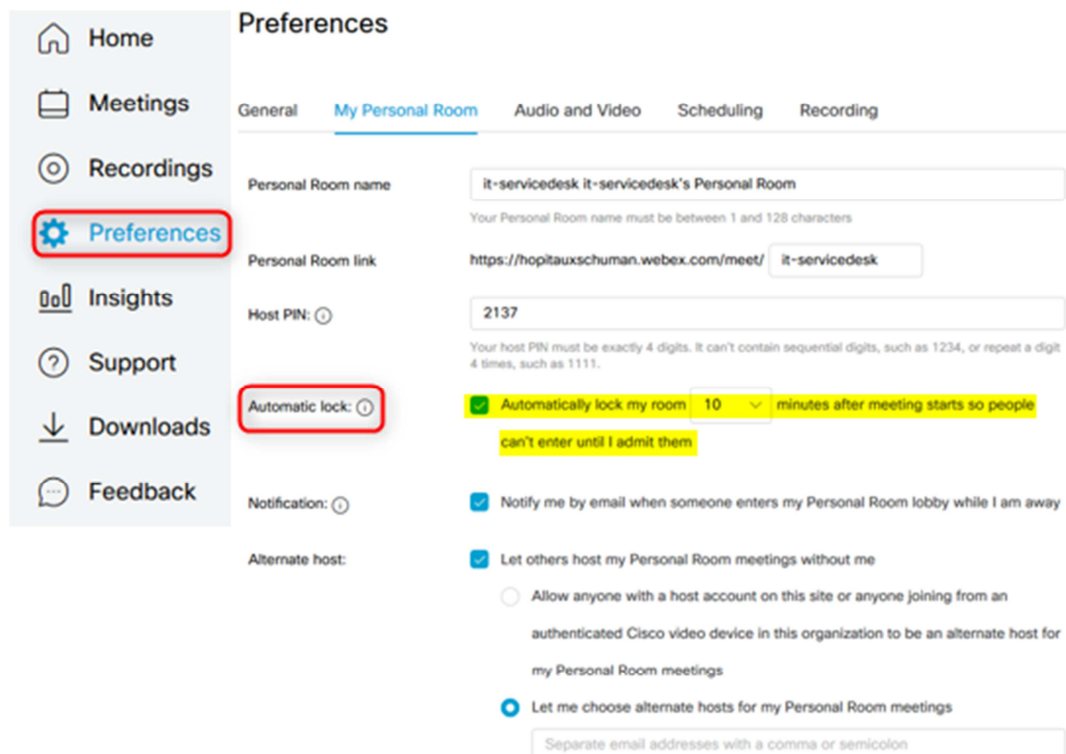 Home
Meetings
Recordings
Preferences
Insights
Support
Downloads
Feedback
Preferences
General My Personal Room Audio and Video Scheduling Recording
Personal Room name it-servicedesk it-servicedesk's Personal Room
Your Personal Room name must be between 1 and 128 characters
Personal Room link https://hopitauxschuman.webex.com/meet/ it-servicedesk
Host PIN: 2137
Your host PIN must be exactly 4 digits. It can't contain sequential digits, such as 1234, or repeat a digit
4 times, such as 1111.
Automatic lock: Automatically lock my room 10 minutes after meeting starts so people
can't enter until I admit them
Notification: Notify me by email when someone enters my Personal Room lobby while I am away
Alternate host: Let others host my Personal Room meetings without me
Allow anyone with a host account on this site or anyone joining from an
authenticated Cisco video device in this organization to be an alternate host for
my Personal Room meetings
Let me choose alternate hosts for my Personal Room meetings
Separate email addresses with a comma or semicolon